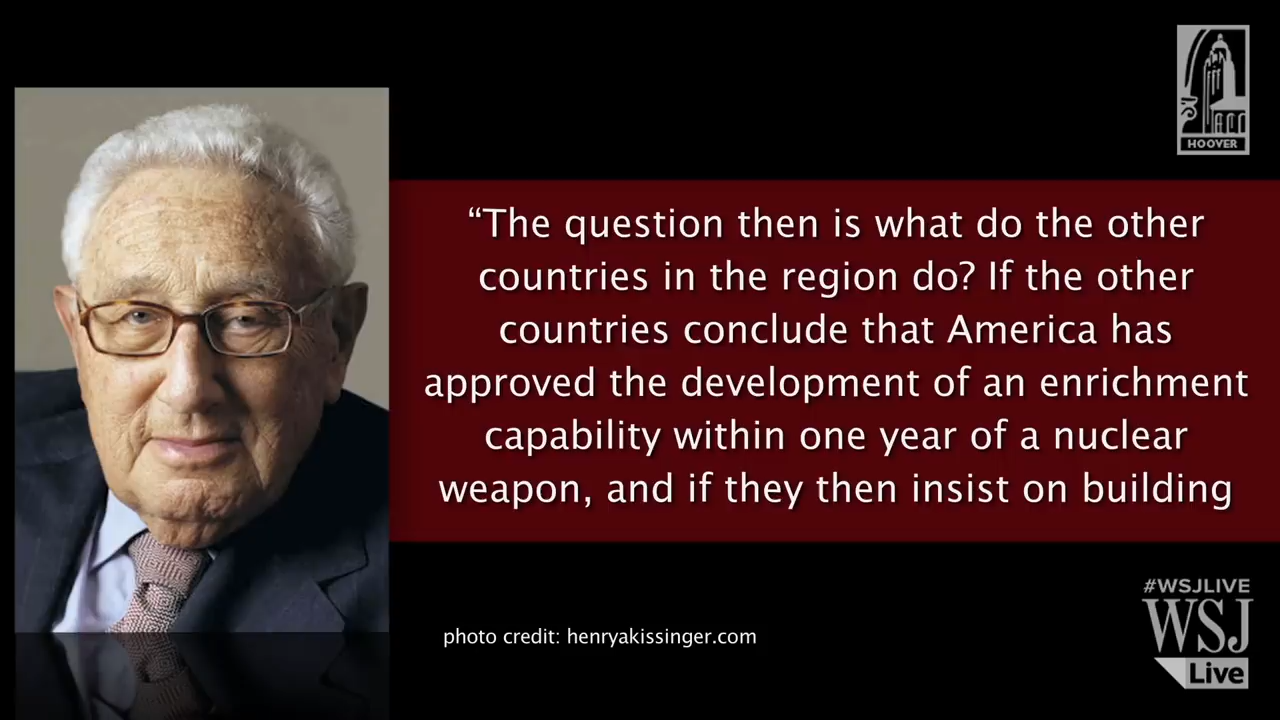 HOOVER
“The question then is what do the other
countries in the region do? If the other
countries conclude that America has
approved the development of an enrichment
capability within one year of a nuclear
weapon, and if they then insist on building
photo credit: henryakissinger.com
#WSJLIVE
WSJ
Live